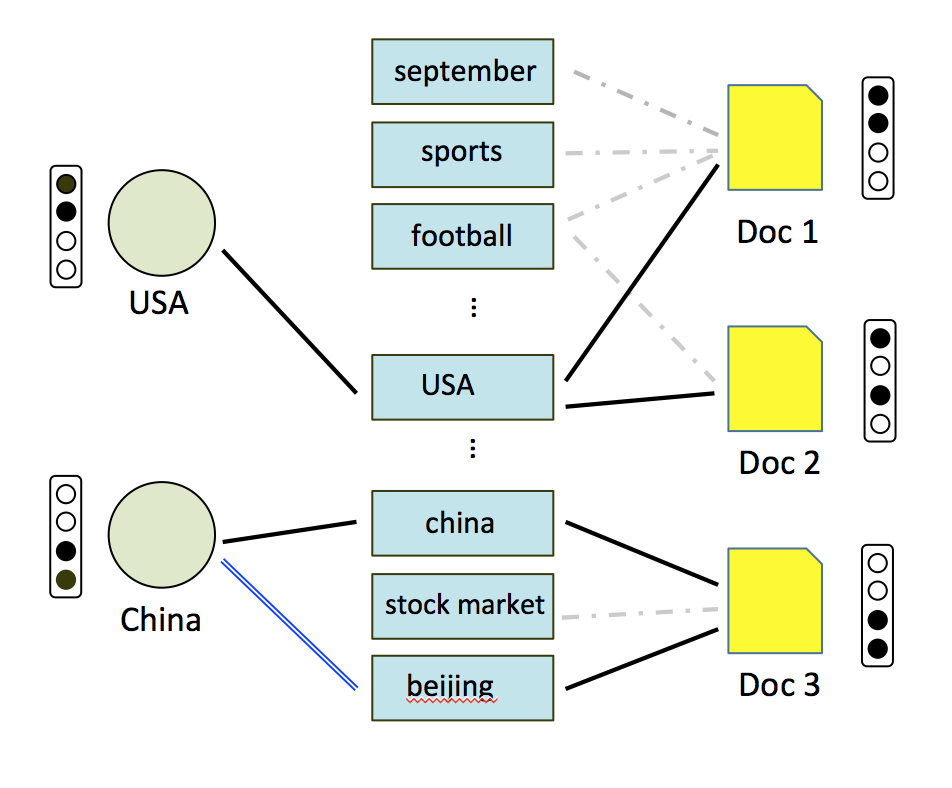 september
sports
football
...
USA
...
china
stock market
beijing
USA
China
Doc 1
Doc 2
Doc 3